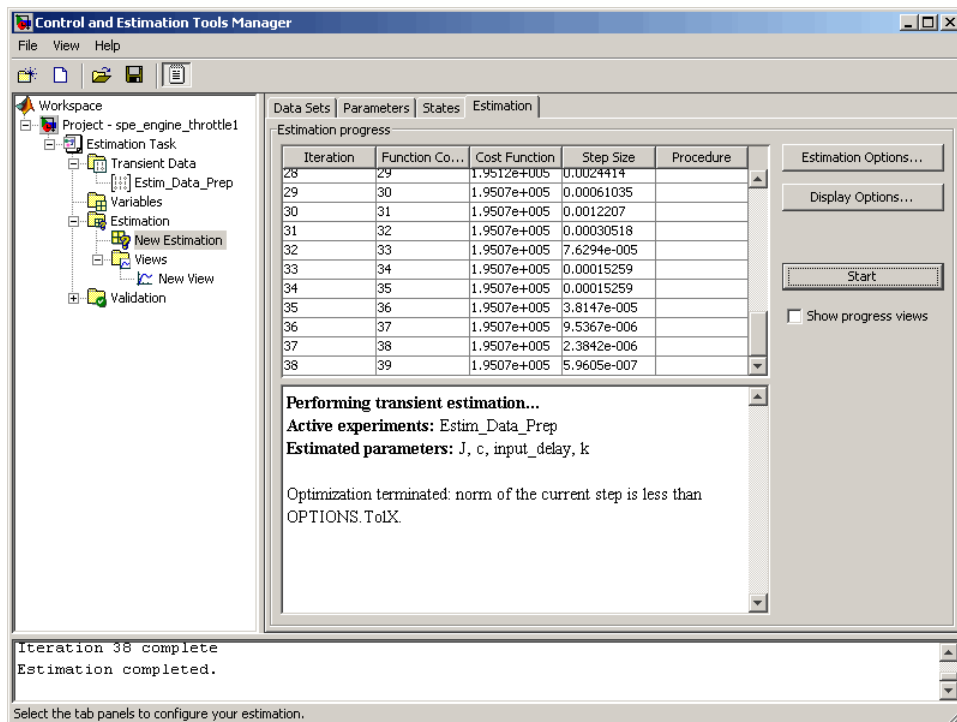 Control and Estimation Tools Manager
File View Help
Workspace
Project - spe_engine_throttle1
Estimation Task
Transient Data
Estim_Data_Prep
Variables
Estimation
New Estimation
Views
New View
Validation
Data Sets Parameters States Estimation
Estimation progress
Iteration Function Co... Cost Function Step Size Procedure
28 29 1.9512e+005 0.0024414
29 30 1.9507e+005 0.00061035
30 31 1.9507e+005 0.0012207
31 32 1.9507e+005 0.00030518
32 33 1.9507e+005 7.6294e-005
33 34 1.9507e+005 0.00015259
34 35 1.9507e+005 0.00015259
35 36 1.9507e+005 3.8147e-005
36 37 1.9507e+005 9.5367e-006
37 38 1.9507e+005 2.3842e-006
38 39 1.9507e+005 5.9605e-007
Estimation Options...
Display Options...
Start
Show progress views
Performing transient estimation...
Active experiments: Estim_Data_Prep
Estimated parameters: J, c, input_delay, k
Optimization terminated: norm of the current step is less than
OPTIONS.TolX.
Iteration 38 complete
Estimation completed.
Select the tab panels to configure your estimation.